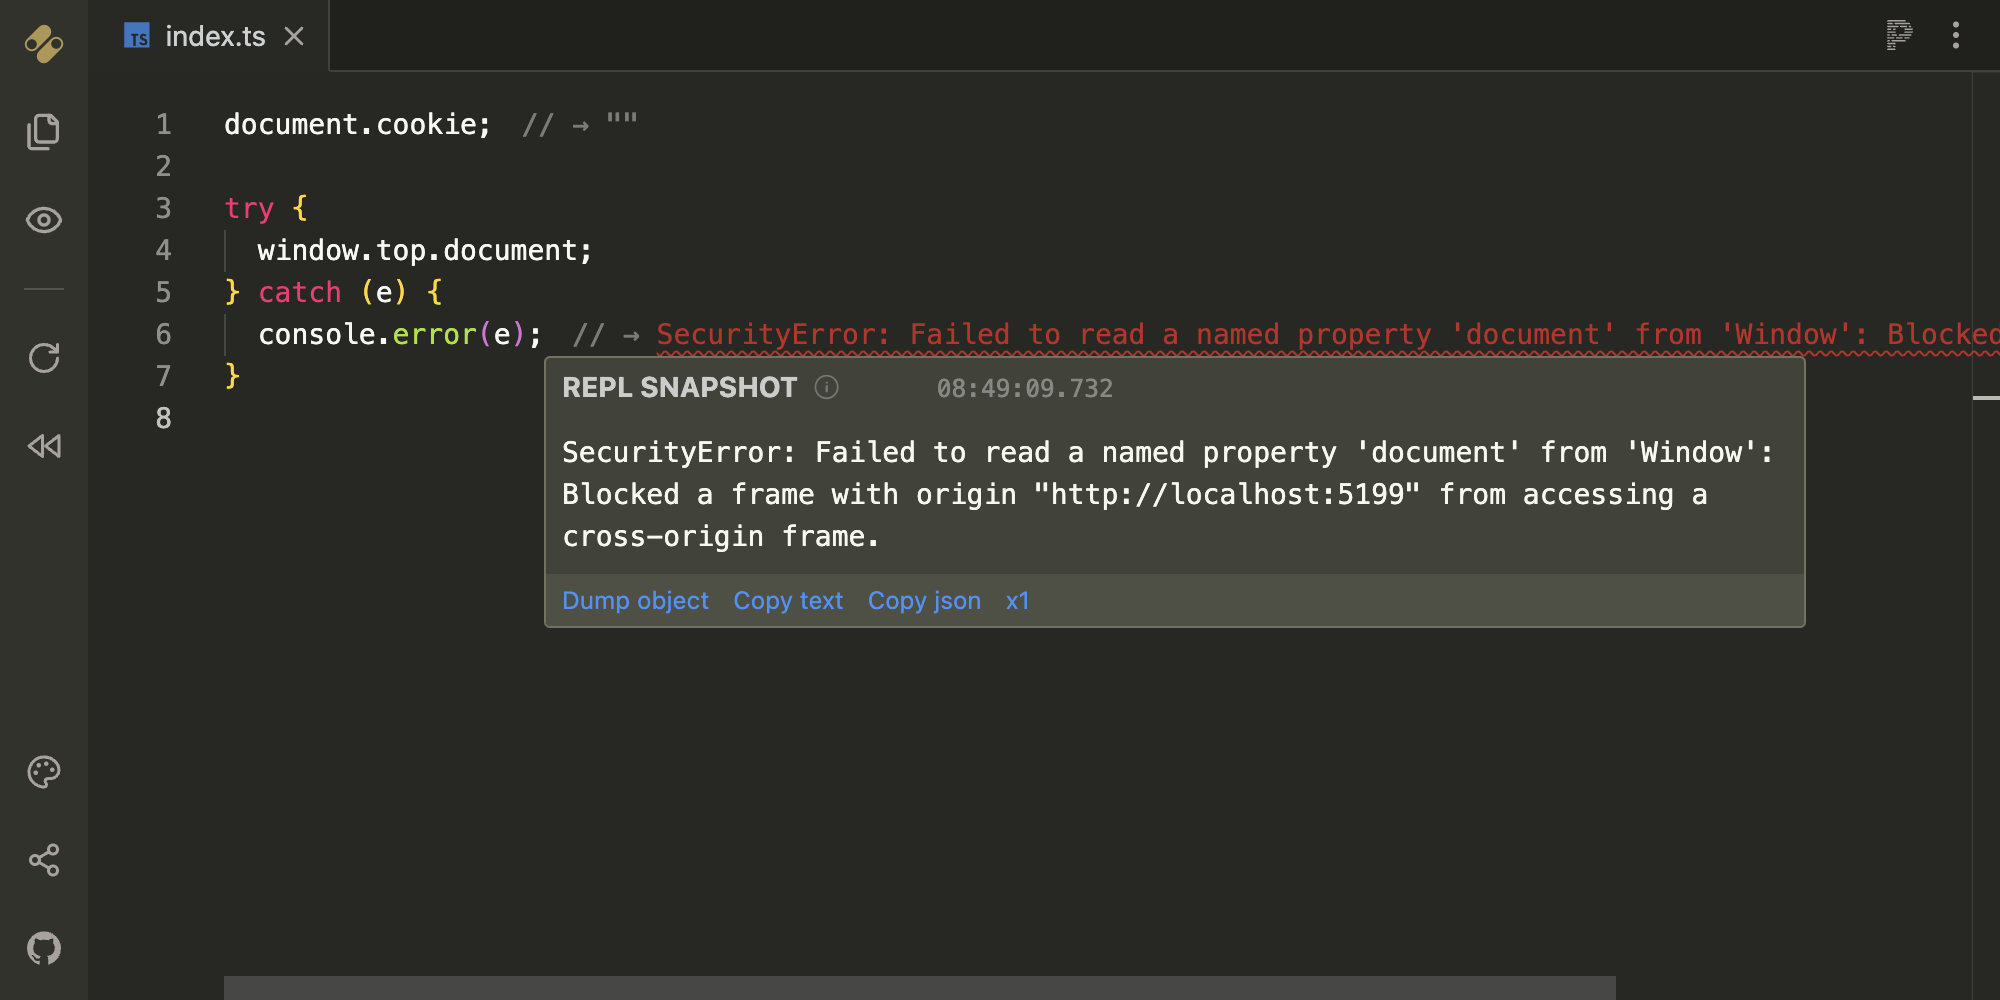 TS index.ts
1 document.cookie; // → ""
2
3 try {
4 window.top.document;
5 } catch (e) {
6 console.error(e); // → SecurityError: Failed to read a named property 'document' from 'Window': Blocked
7 }
8
REPL SNAPSHOT 08:49:09.732
SecurityError: Failed to read a named property 'document' from 'Window':
Blocked a frame with origin "http://localhost:5199" from accessing a
cross-origin frame.
Dump object Copy text Copy json x1